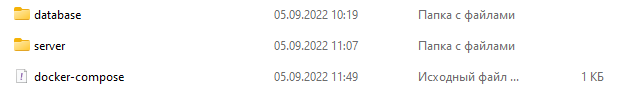 database 05.09.2022 10:19 Папка с файлами
server 05.09.2022 11:07 Папка с файлами
docker-compose 05.09.2022 11:49 Исходный файл ... 1 КБ